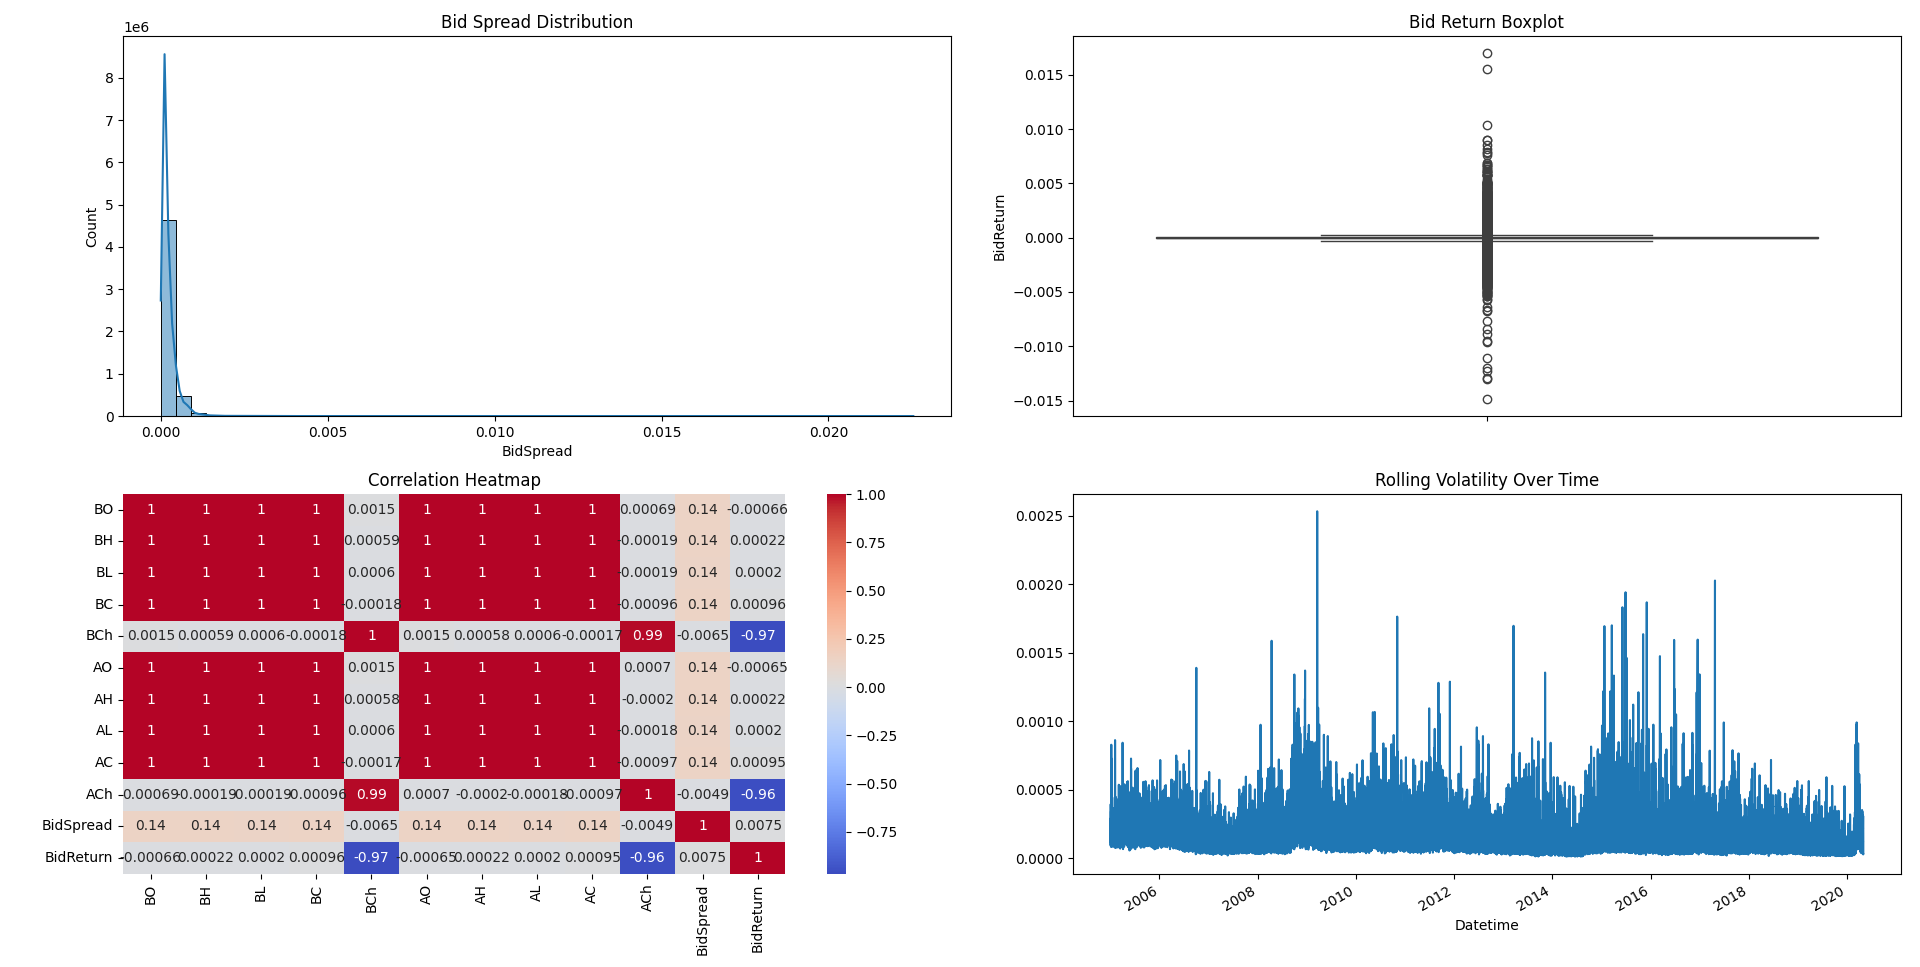 Bid Spread Distribution
1e6
8
7
6
5
4
3
2
1
0
Count
0.000 0.005 0.010 0.015 0.020
BidSpread
Bid Return Boxplot
0.015
0.010
0.005
0.000
−0.005
−0.010
−0.015
BidReturn
Correlation Heatmap
BO 1 1 1 1 0.0015 1 1 1 1 0.00069 0.14 -0.00066
BH 1 1 1 1 0.00059 1 1 1 1 -0.00019 0.14 0.00022
BL 1 1 1 1 0.0006 1 1 1 1 -0.00019 0.14 0.0002
BC 1 1 1 1 -0.00018 1 1 1 1 -0.00096 0.14 0.00096
BCh 0.0015 0.00059 0.0006 -0.00018 1 0.0015 0.00058 0.0006 -0.00017 0.99 -0.0065 -0.97
AO 1 1 1 1 0.0015 1 1 1 1 0.0007 0.14 -0.00065
AH 1 1 1 1 0.00058 1 1 1 1 -0.0002 0.14 0.00022
AL 1 1 1 1 0.0006 1 1 1 1 -0.00018 0.14 0.0002
AC 1 1 1 1 -0.00017 1 1 1 1 -0.00097 0.14 0.00095
ACh 0.00069 -0.00019 -0.00019 -0.00096 0.99 0.0007 -0.0002 -0.00018 -0.00097 1 -0.0049 -0.96
BidSpread 0.14 0.14 0.14 0.14 -0.0065 0.14 0.14 0.14 0.14 -0.0049 1 0.0075
BidReturn -0.00066 0.00022 0.0002 0.00096 -0.97 -0.00065 0.00022 0.0002 0.00095 -0.96 0.0075 1
BO BH BL BC BCh AO AH AL AC ACh BidSpread BidReturn
1.00
0.75
0.50
0.25
0.00
−0.25
−0.50
−0.75
Rolling Volatility Over Time
0.0025
0.0020
0.0015
0.0010
0.0005
0.0000
2006 2008 2010 2012 2014 2016 2018 2020
Datetime